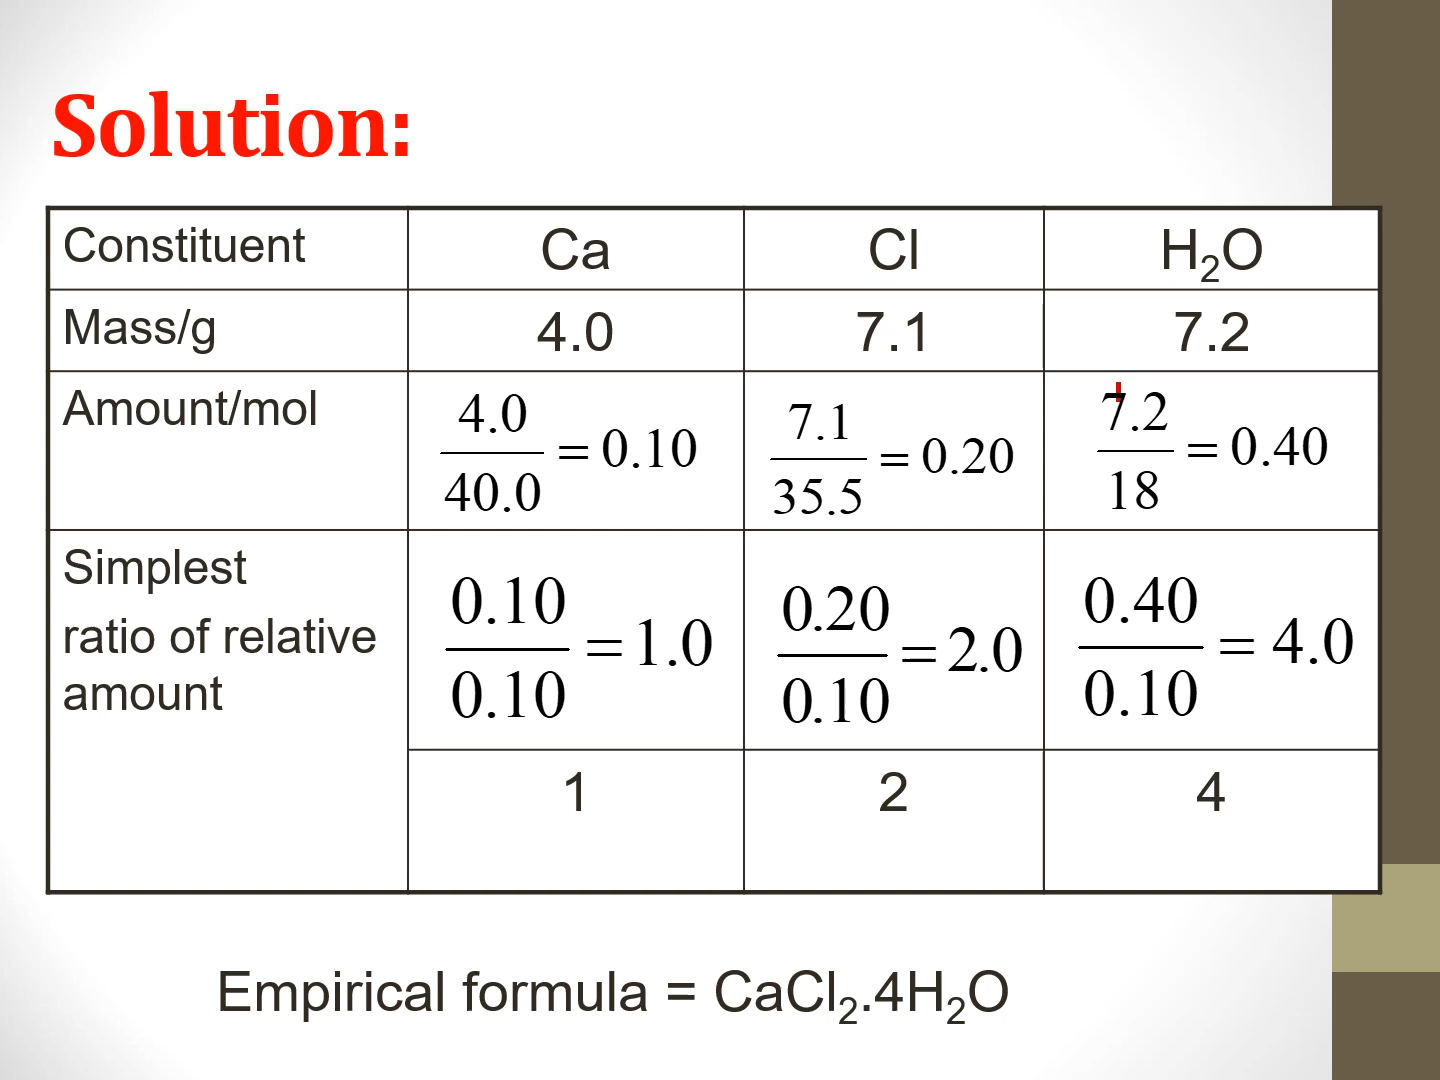 Solution:
Constituent Ca Cl H₂O
Mass/g 4.0 7.1 7.2
Amount/mol 4.0/40.0 = 0.10 7.1/35.5 = 0.20 7.2/18 = 0.40
Simplest
ratio of relative
amount
0.10/0.10 = 1.0 0.20/0.10 = 2.0 0.40/0.10 = 4.0
1 2 4
Empirical formula = CaCl₂.4H₂O